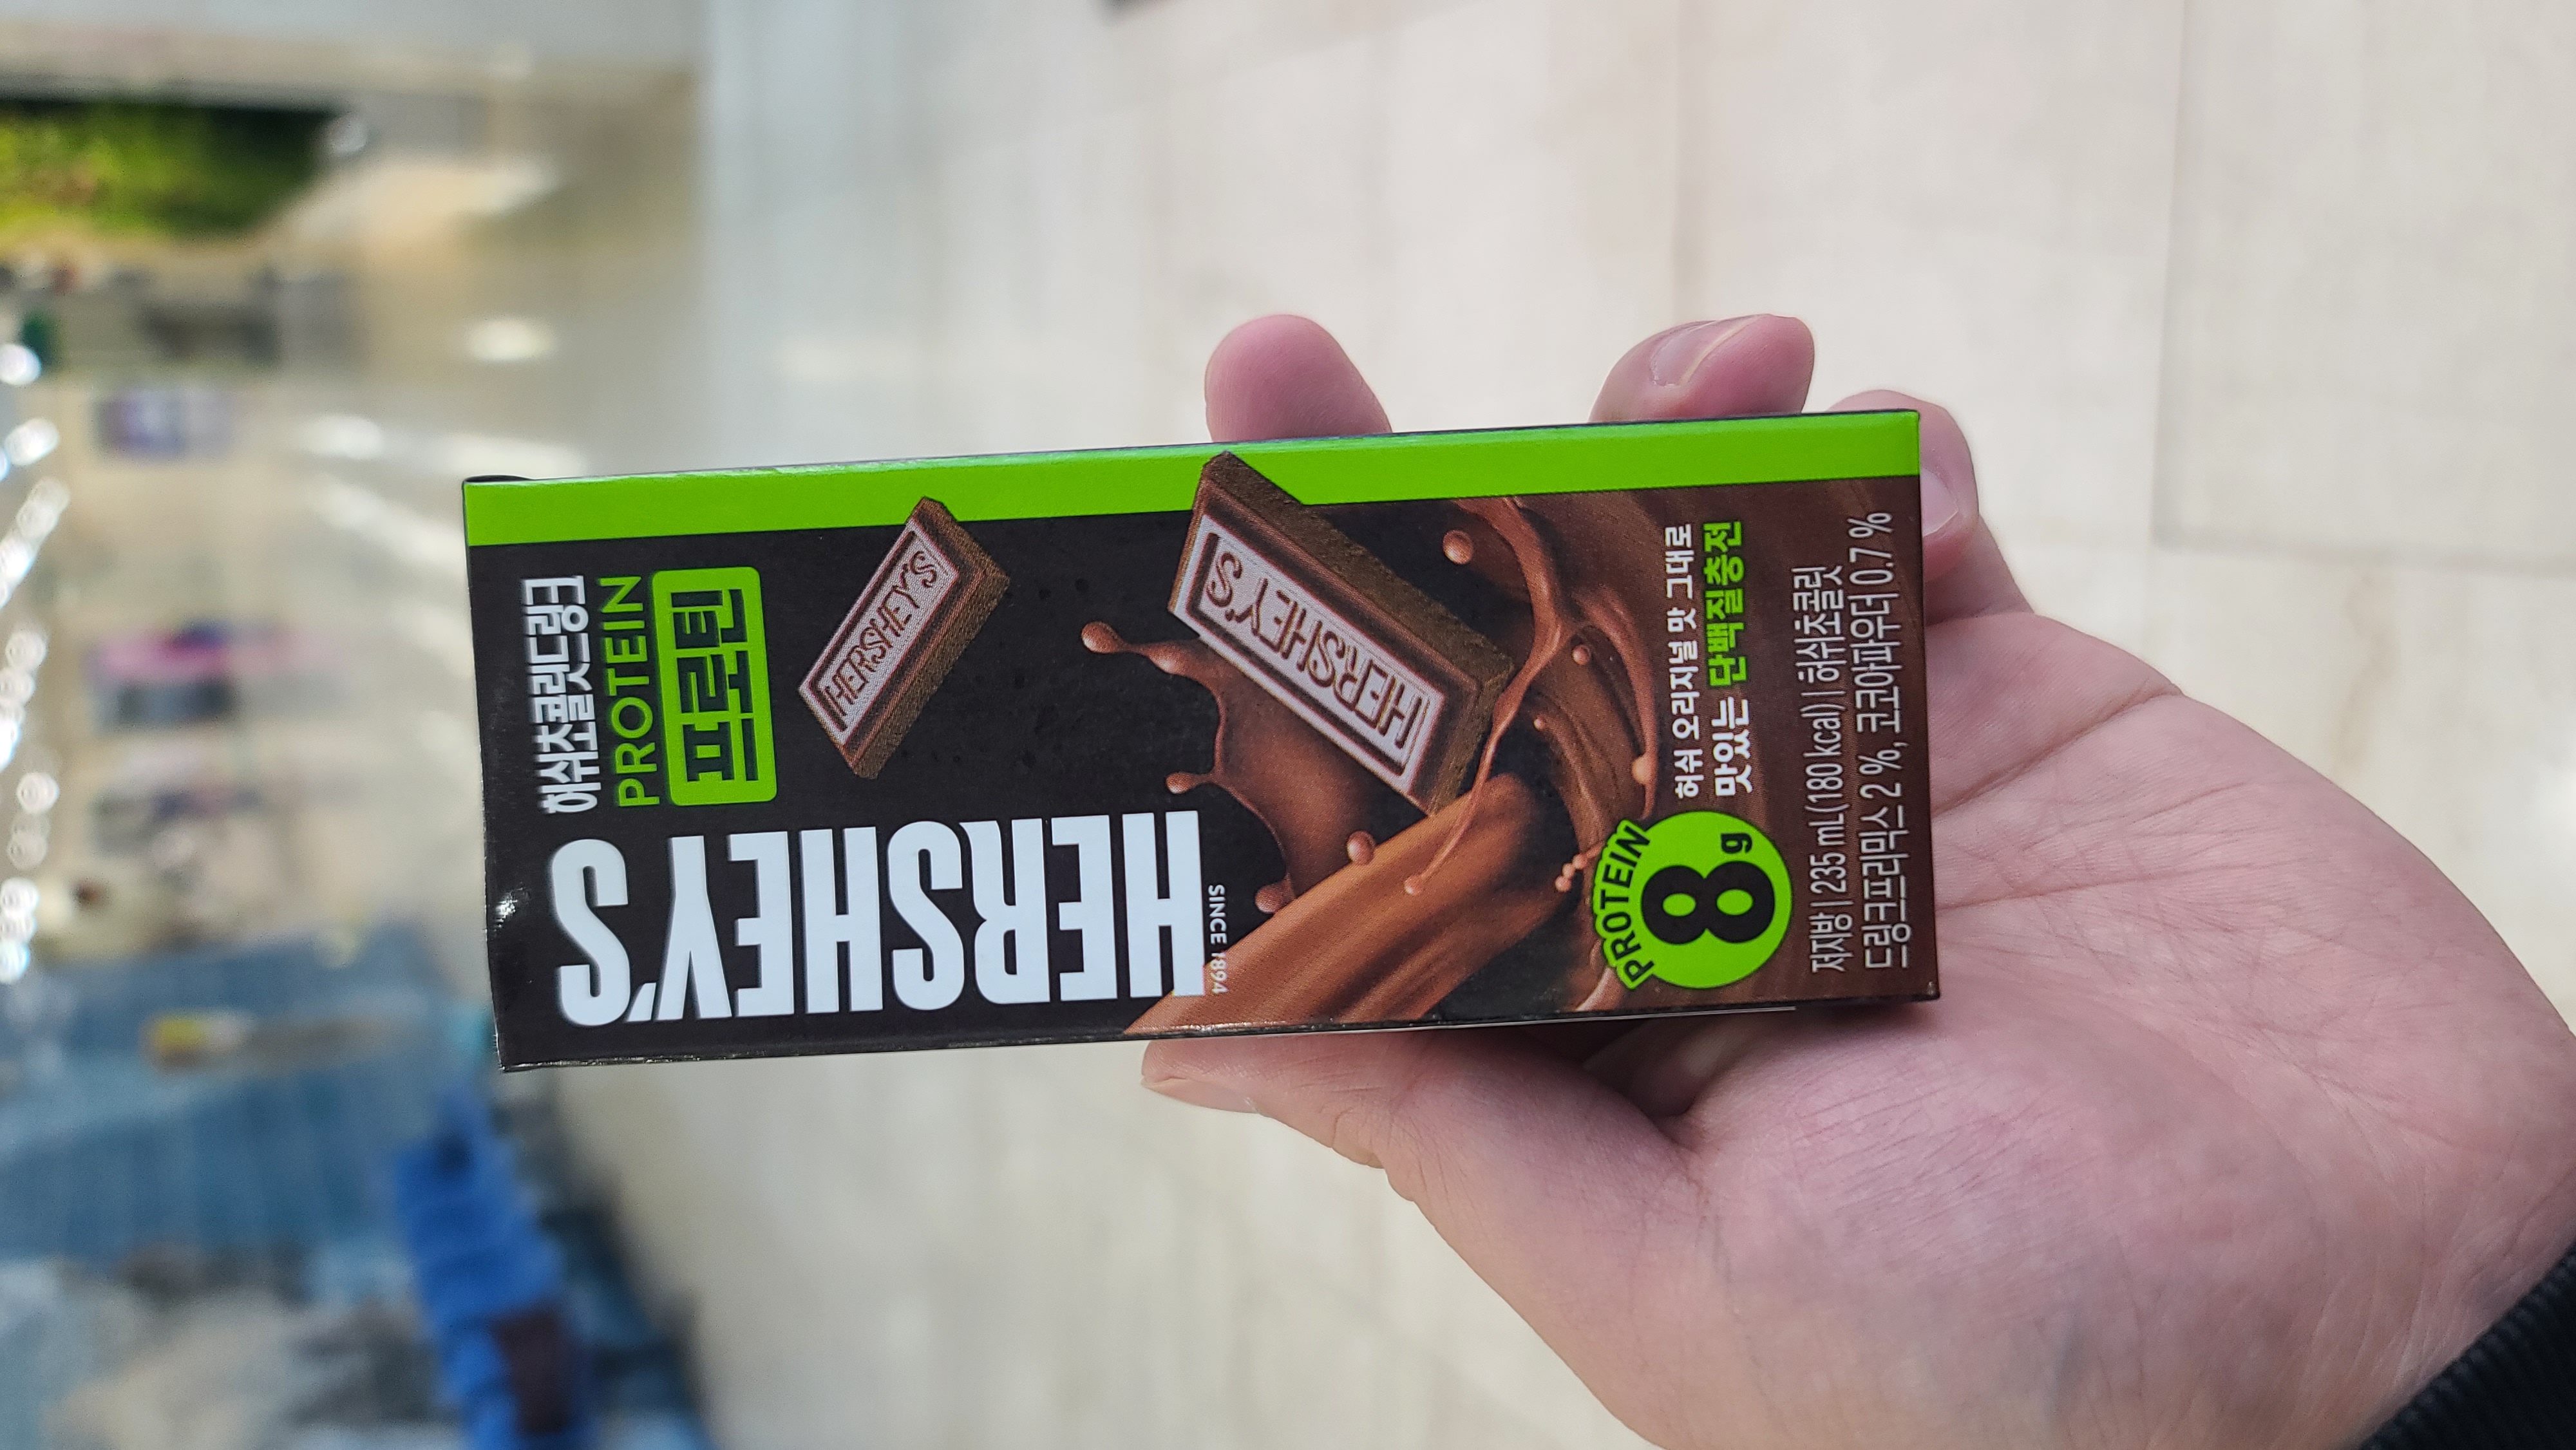 허쉬초콜릿드링크
PROTEIN
프로틴
HERSHEY'S
SINCE 1894
HERSHEY'S
HERSHEY'S
PROTEIN
8g
허쉬 오리지널 맛 그대로
맛있는 단백질충전
저지방 | 235 mL(180 kcal) | 허쉬초콜릿
드링크프리믹스 2 %, 코코아파우더 0.7 %